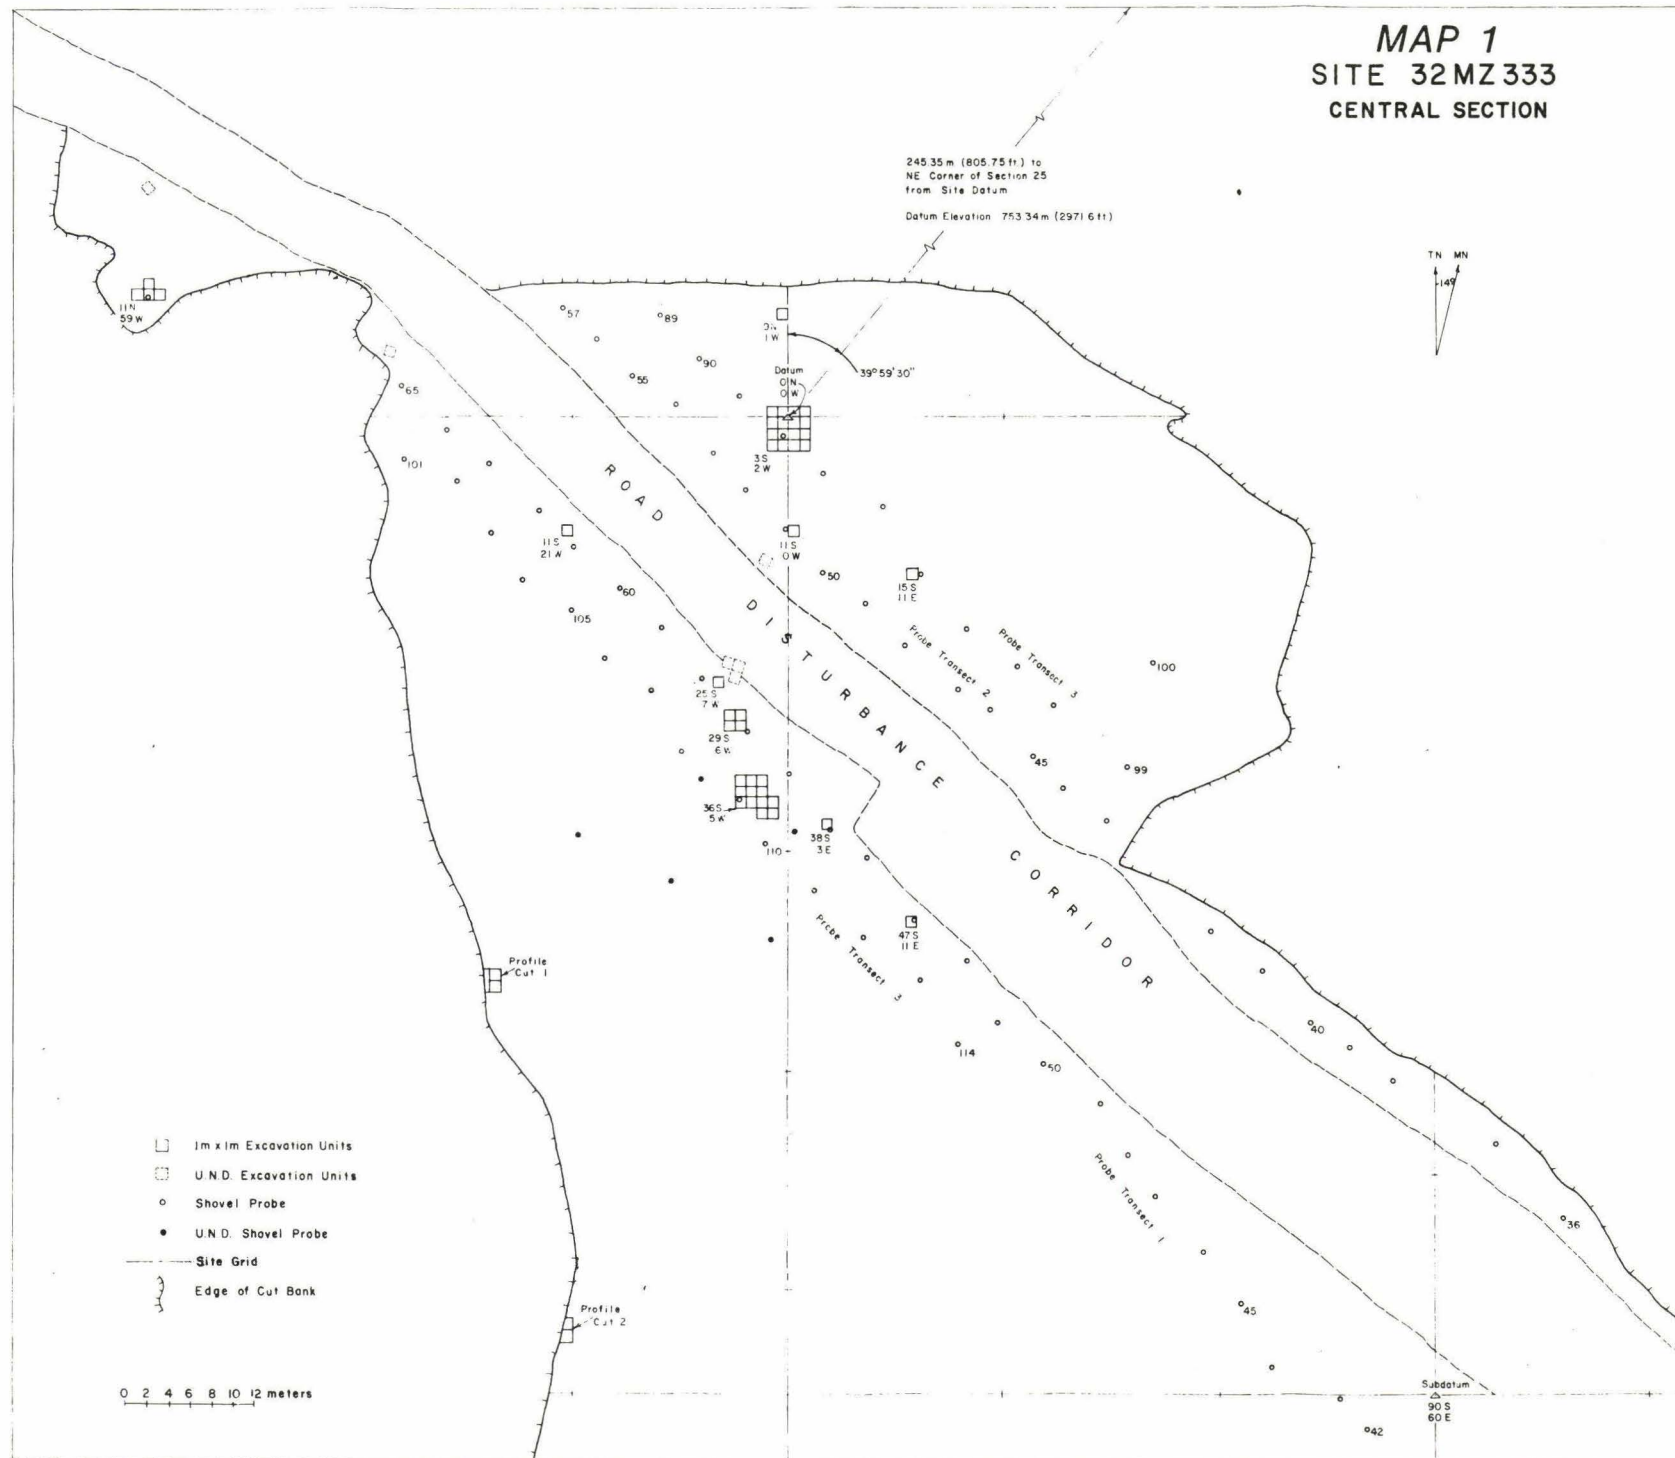 MAP 1
SITE 32MZ333
CENTRAL SECTION
245.35 m (805.75 ft.) to
NE Corner of Section 25
from Site Datum
Datum Elevation 753.34m (2971.6 ft)
TN MN
14°
11N
59W
57
89
1W
90
55
Datum
0N
0W
39°59'30"
65
101
3S
2W
ROAD
DISTURBANCE
CORRIDOR
11S
21W
11S
0W
50
15S
11E
60
105
Probe Transect 2
Probe Transect 3
100
25S
7W
29S
6W
45
99
36S
5W
38S
3E
110
Probe Transect 3
47S
11E
Profile
Cut 1
40
114
50
Probe Transect 1
36
1m x 1m Excavation Units
U.N.D. Excavation Units
Shovel Probe
U.N.D. Shovel Probe
Site Grid
Edge of Cut Bank
45
Profile
Cut 2
0 2 4 6 8 10 12 meters
Subdatum
90 S
60 E
42